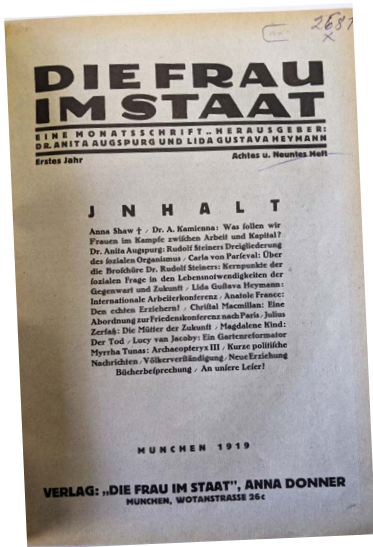 2687
x
DIE FRAU
IM STAAT
EINE MONATSSCHRIFT .. HERAUSGEBER:
DR. ANITA AUGSPURG UND LIDA GUSTAVA HEYMANN
Erstes Jahr Achtes u. Neuntes Heft
JNHALT
Anna Shaw † / Dr. A. Kamienna: Was sollen wir
Frauen im Kampfe zwischen Arbeit und Kapital?
Dr. Anita Augspurg: Rudolf Steiners Dreigliederung
des sozialen Organismus / Carla von Parseval: Über
die Broschüre Dr. Rudolf Steiners: Kernpunkte der
sozialen Frage in den Lebensnotwendigkeiten der
Gegenwart und Zukunft / Lida Gustava Heymann:
Internationale Arbeiterkonferenz / Anatole France:
Den echten Erziehern! / Christal Macmillan: Eine
Abordnung zur Friedenskonferenz nach Paris / Julius
Zerfaß: Die Mütter der Zukunft / Magdalene Kind:
Der Tod / Lucy van Jacoby: Ein Gartenreformator
Myrrha Tunas: Archaeopteryx III / Kurze politische
Nachrichten / Völkerverständigung / Neue Erziehung
Bücherbesprechung / An unsere Leser!
MUNCHEN 1919
VERLAG: „DIE FRAU IM STAAT", ANNA DONNER
MUNCHEN, WOTANSTRASSE 26c